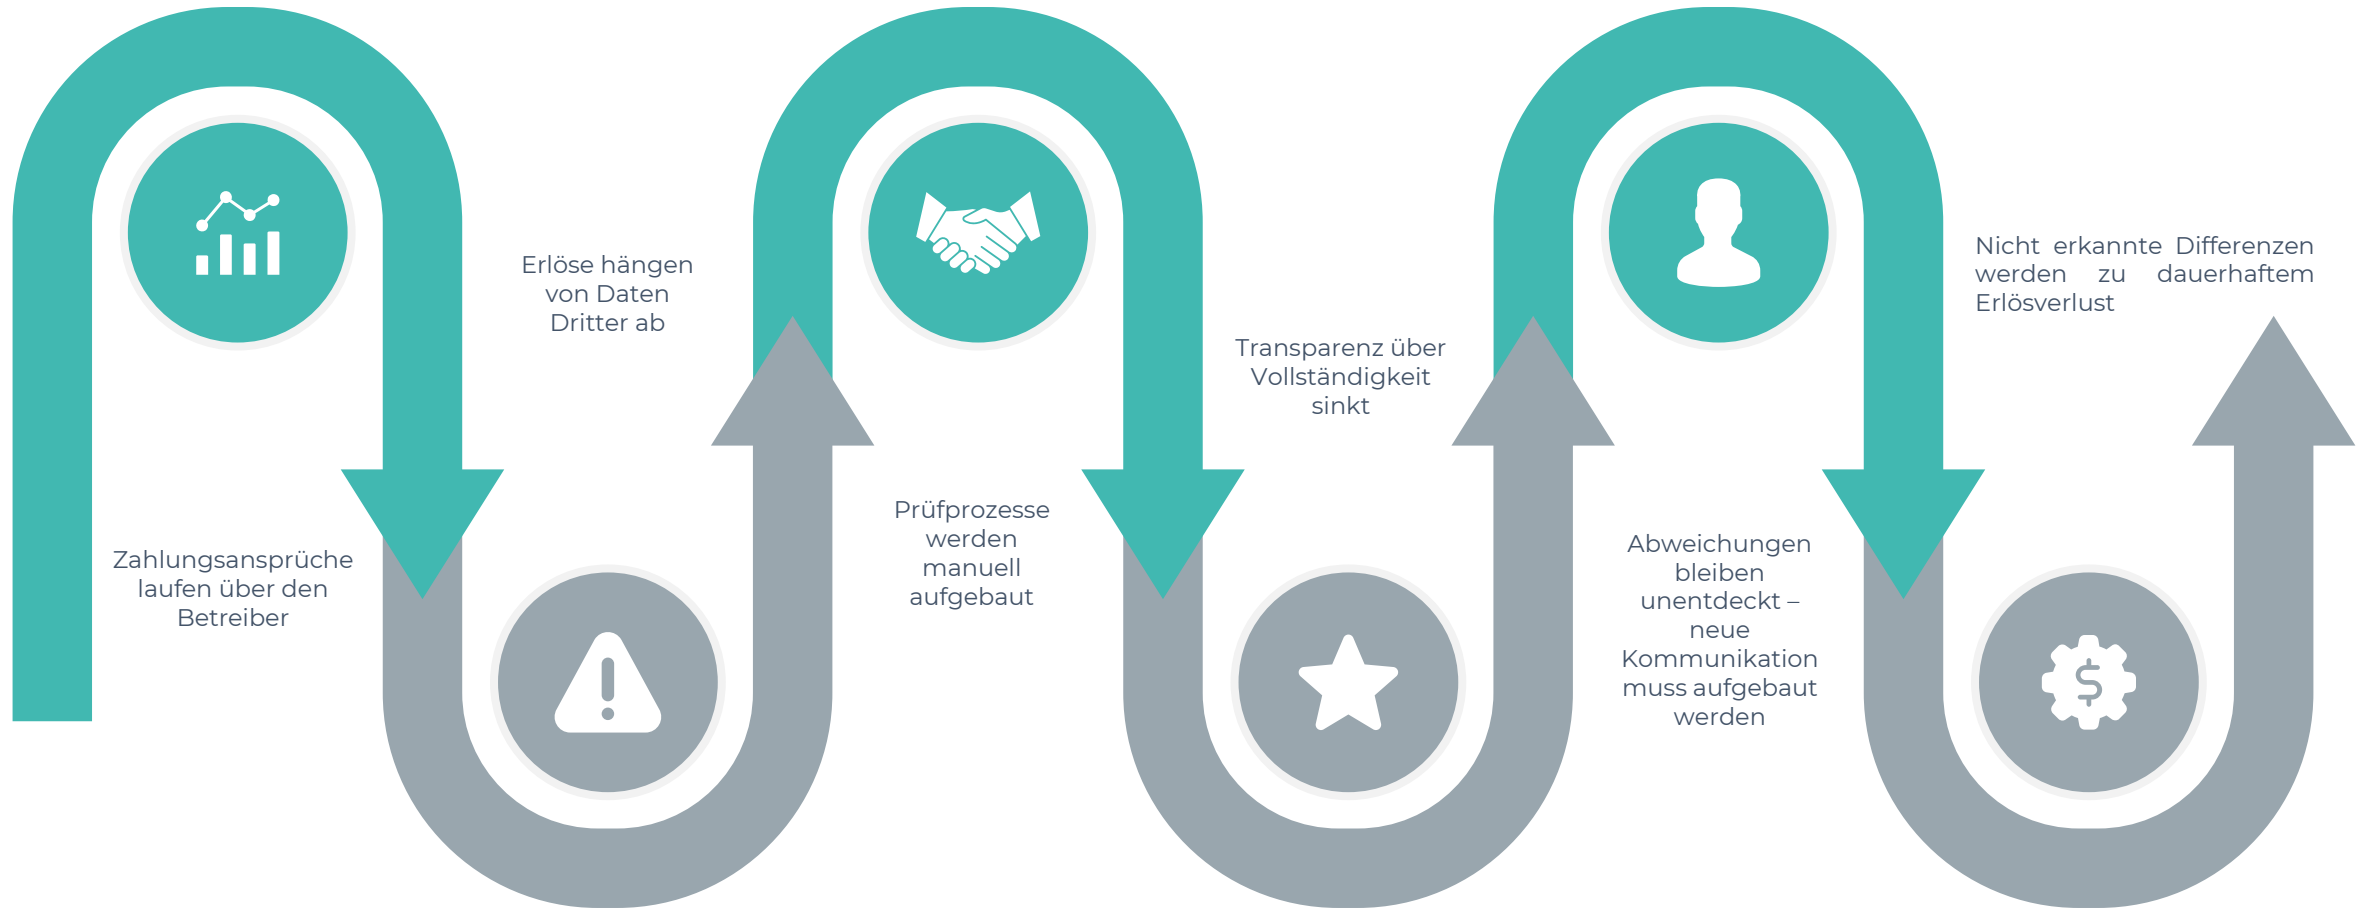 Zahlungsansprüche
laufen über den
Betreiber
Erlöse hängen
von Daten
Dritter ab
Prüfprozesse
werden
manuell
aufgebaut
Transparenz über
Vollständigkeit
sinkt
Abweichungen
bleiben
unentdeckt –
neue
Kommunikation
muss aufgebaut
werden
Nicht erkannte Differenzen
werden zu dauerhaftem
Erlösverlust
$